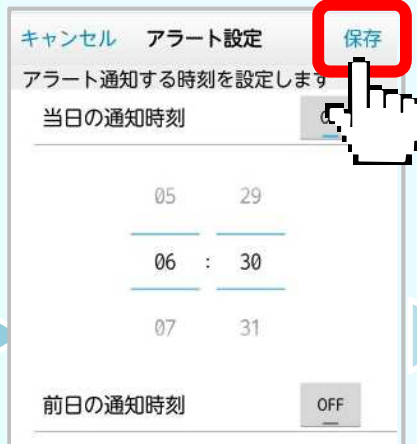 キャンセル アラート設定 保存
アラート通知する時刻を設定します
当日の通知時刻
05 29
06 : 30
07 31
前日の通知時刻 OFF